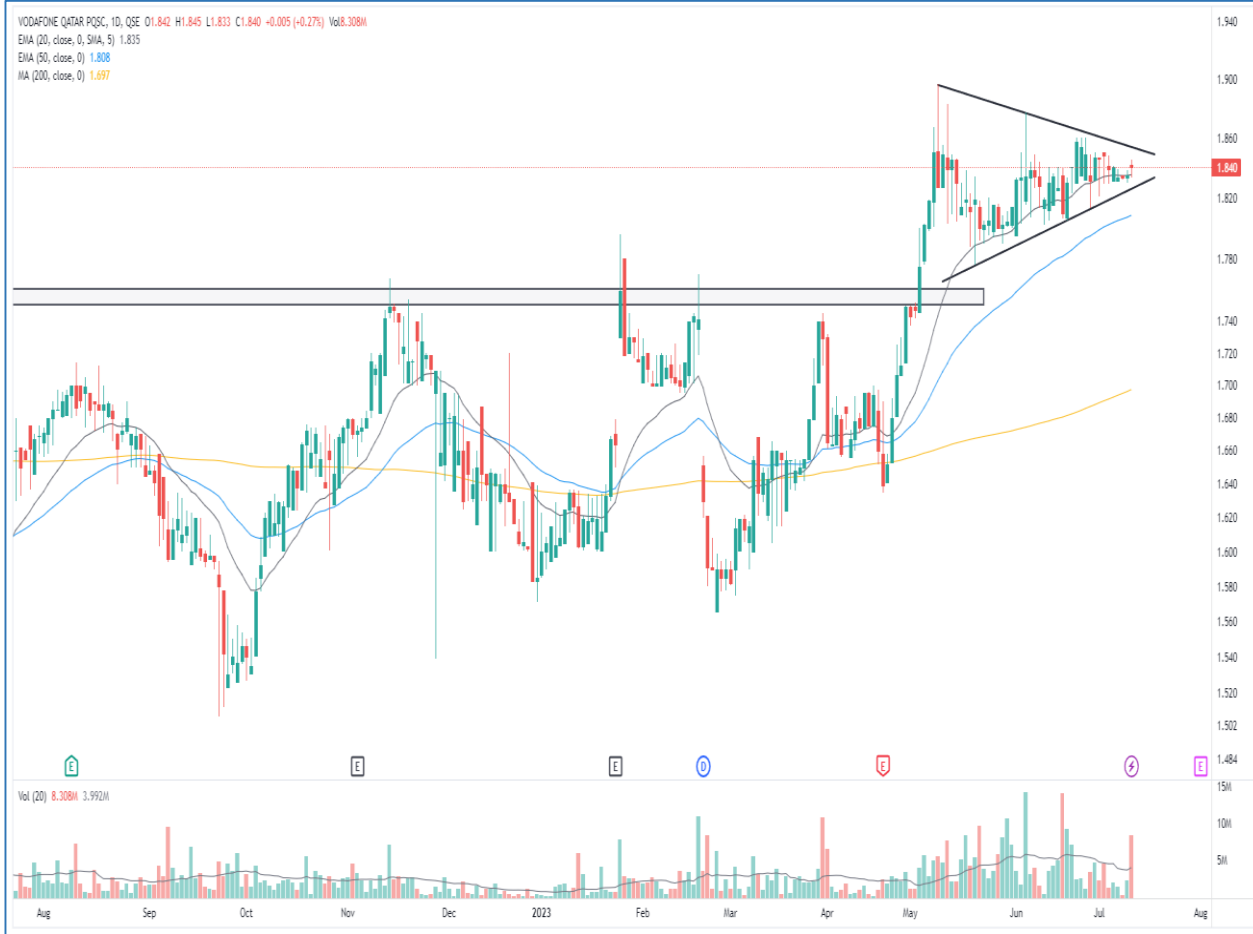 VODAFONE QATAR PQSC, 1D, QSE O1.842 H1.845 L1.833 C1.840 +0.005 (+0.27%) Vol8.308M
EMA (20, close, 0, SMA, 5) 1.835
EMA (50, close, 0) 1.808
MA (200, close, 0) 1.697
1.940
1.900
1.860
1.840
1.820
1.780
1.740
1.720
1.700
1.680
1.660
1.640
1.620
1.600
1.580
1.560
1.540
1.520
1.502
1.484
E E E D E E
Vol (20) 8.308M 3.992M
15M
10M
5M
Aug Sep Oct Nov Dec 2023 Feb Mar Apr May Jun Jul Aug